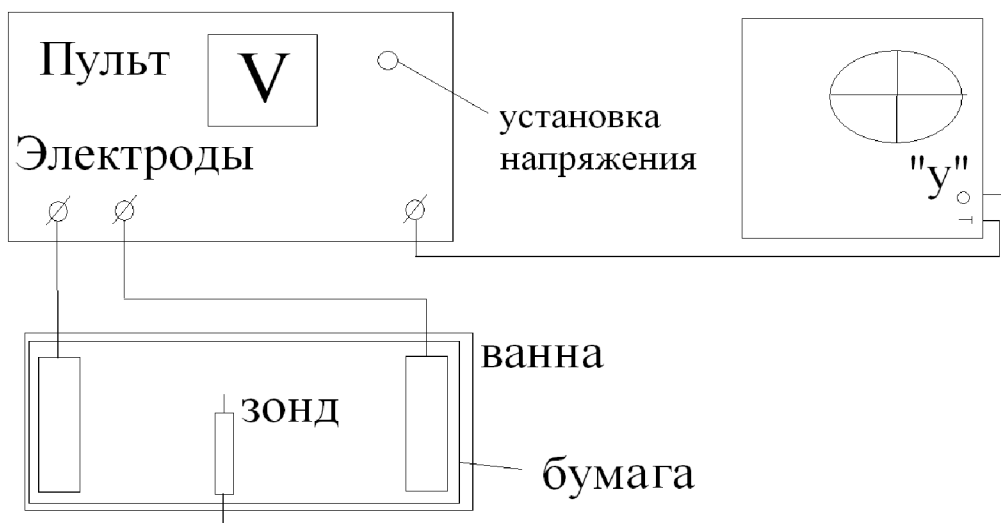 Пульт
V
Электроды
установка
напряжения
"у"
ванна
зонд
бумага